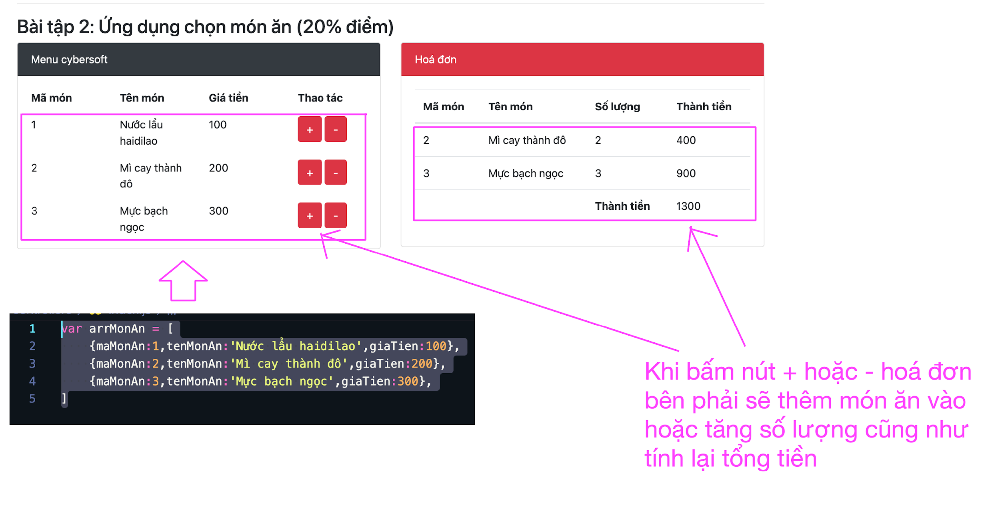 Bài tập 2: Ứng dụng chọn món ăn (20% điểm)
Menu cybersoft
Mã món Tên món Giá tiền Thao tác
1 Nước lẩu haidilao 100 + -
2 Mì cay thành đô 200 + -
3 Mực bạch ngọc 300 + -
Hoá đơn
Mã món Tên món Số lượng Thành tiền
2 Mì cay thành đô 2 400
3 Mực bạch ngọc 3 900
Thành tiền 1300
1 var arrMonAn = [
2 {maMonAn:1,tenMonAn:'Nước lẩu haidilao',giaTien:100},
3 {maMonAn:2,tenMonAn:'Mì cay thành đô',giaTien:200},
4 {maMonAn:3,tenMonAn:'Mực bạch ngọc',giaTien:300},
5 ]
Khi bấm nút + hoặc - hoá đơn
bên phải sẽ thêm món ăn vào
hoặc tăng số lượng cũng như
tính lại tổng tiền